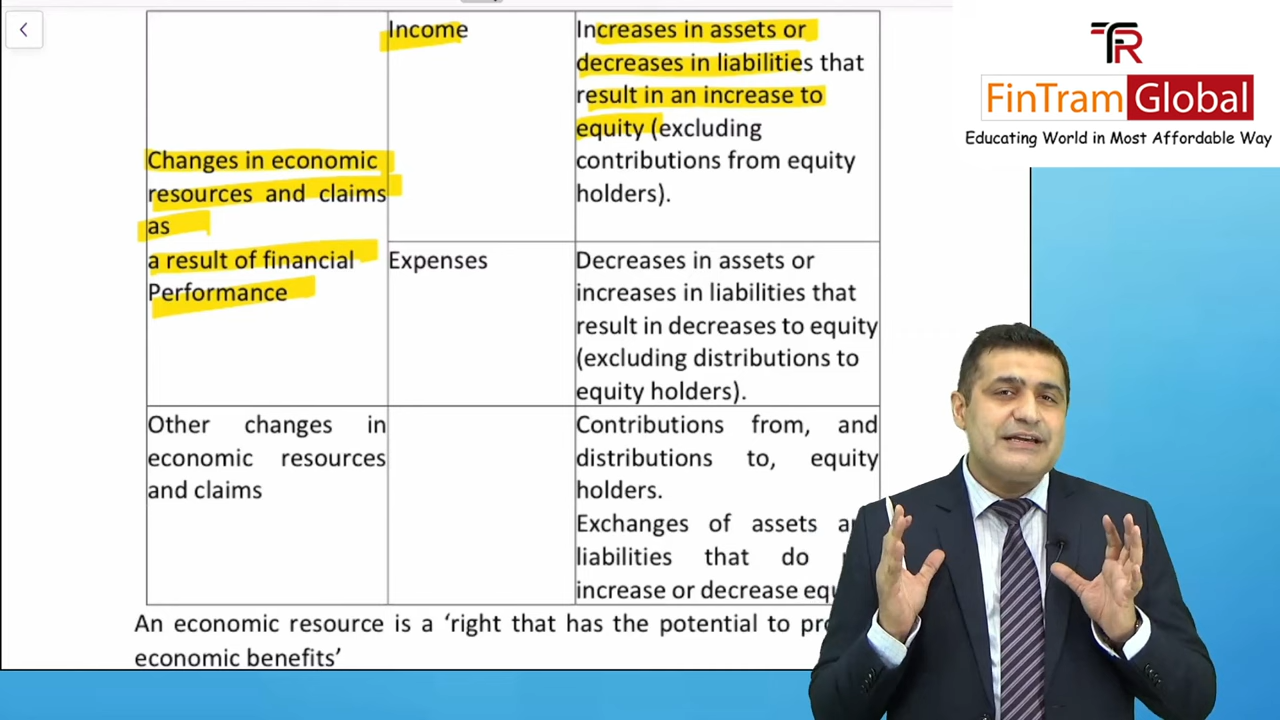 Income
Increases in assets or
decreases in liabilities that
result in an increase to
equity (excluding
contributions from equity
holders).
Changes in economic
resources and claims
as
a result of financial
Performance
Expenses
Decreases in assets or
increases in liabilities that
result in decreases to equity
(excluding distributions to
equity holders).
Other changes in
economic resources
and claims
Contributions from, and
distributions to, equity
holders.
Exchanges of assets
liabilities that do
increase or decrease
An economic resource is a ‘right that has the potential to
economic benefits’
TR
FinTram Global
Educating World in Most Affordable Way